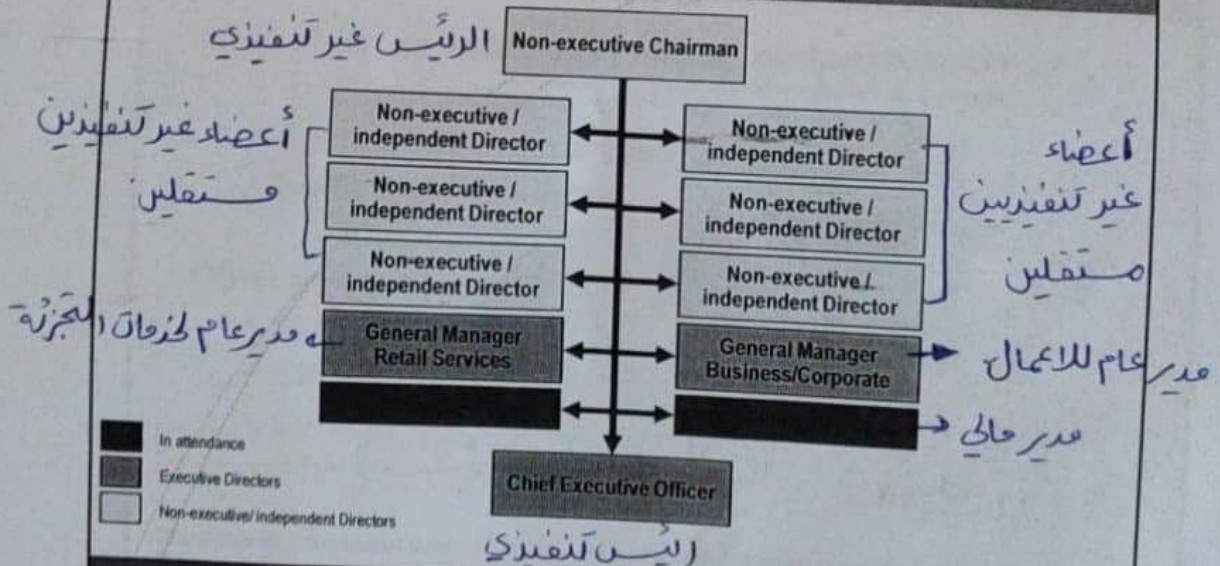 الرئيس غير تنفيذي
Non-executive Chairman
أعضاء غير تنفيذين
مستقلين
Non-executive /
independent Director
Non-executive /
independent Director
Non-executive /
independent Director
General Manager
Retail Services
مدير عام لخدمات التجزئة
Non-executive /
independent Director
Non-executive /
independent Director
Non-executive /
independent Director
General Manager
Business/Corporate
أعضاء
غير تنفيذيين
مستقلين
مدير عام للاعمال
مدير مالي
In attendance
Executive Directors
Non-executive/ independent Directors
Chief Executive Officer
رئيس تنفيذي